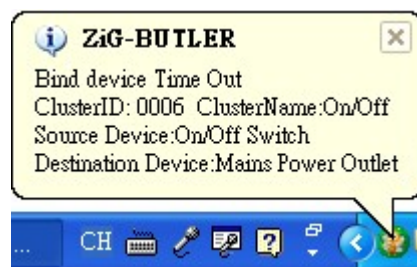 ZiG-BUTLER
Bind device Time Out
ClusterID: 0006 ClusterName:On/Off
Source Device:On/Off Switch
Destination Device:Mains Power Outlet
... CH